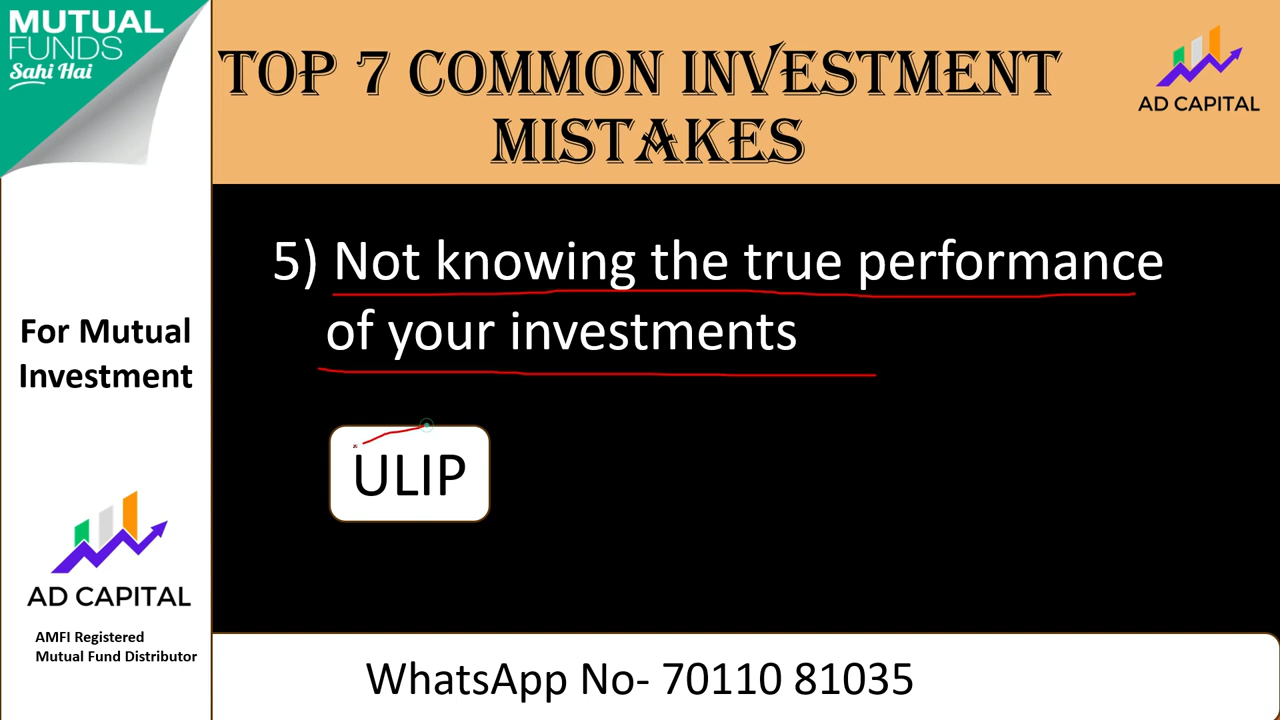 MUTUAL
FUNDS
Sahi Hai
TOP 7 COMMON INVESTMENT
MISTAKES
AD CAPITAL
5) Not knowing the true performance
of your investments
For Mutual
Investment
ULIP
AD CAPITAL
AMFI Registered
Mutual Fund Distributor
WhatsApp No- 70110 81035